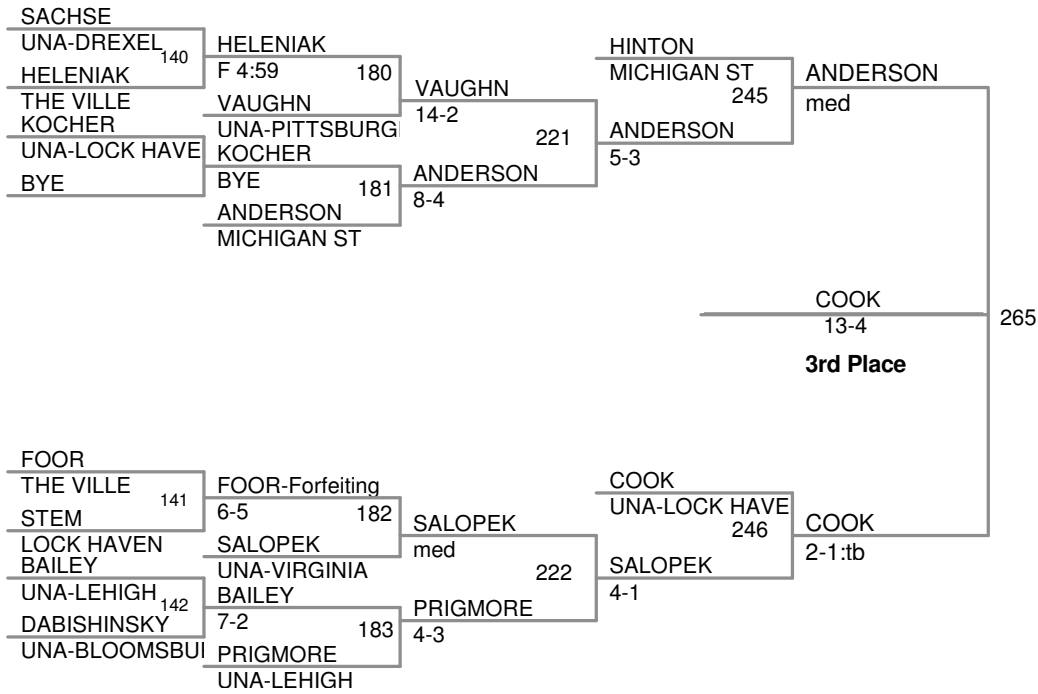 SACHSE
UNA-DREXEL
140
HELENIAK
THE VILLE
KOCHER
UNA-LOCK HAVE
BYE
HELENIAK
F 4:59
180
VAUGHN
UNA-PITTSBURG
KOCHER
BYE
181
ANDERSON
MICHIGAN ST
VAUGHN
14-2
221
ANDERSON
8-4
HINTON
MICHIGAN ST
245
ANDERSON
5-3
ANDERSON
med
COOK
13-4
265
3rd Place
FOOR
THE VILLE
141
STEM
LOCK HAVEN
BAILEY
UNA-LEHIGH
142
DABISHINSKY
UNA-BLOOMSBU
FOOR-Forfeiting
6-5
182
SALOPEK
UNA-VIRGINIA
BAILEY
7-2
183
PRIGMORE
UNA-LEHIGH
SALOPEK
med
222
PRIGMORE
4-3
COOK
UNA-LOCK HAVE
246
SALOPEK
4-1
COOK
2-1:tb